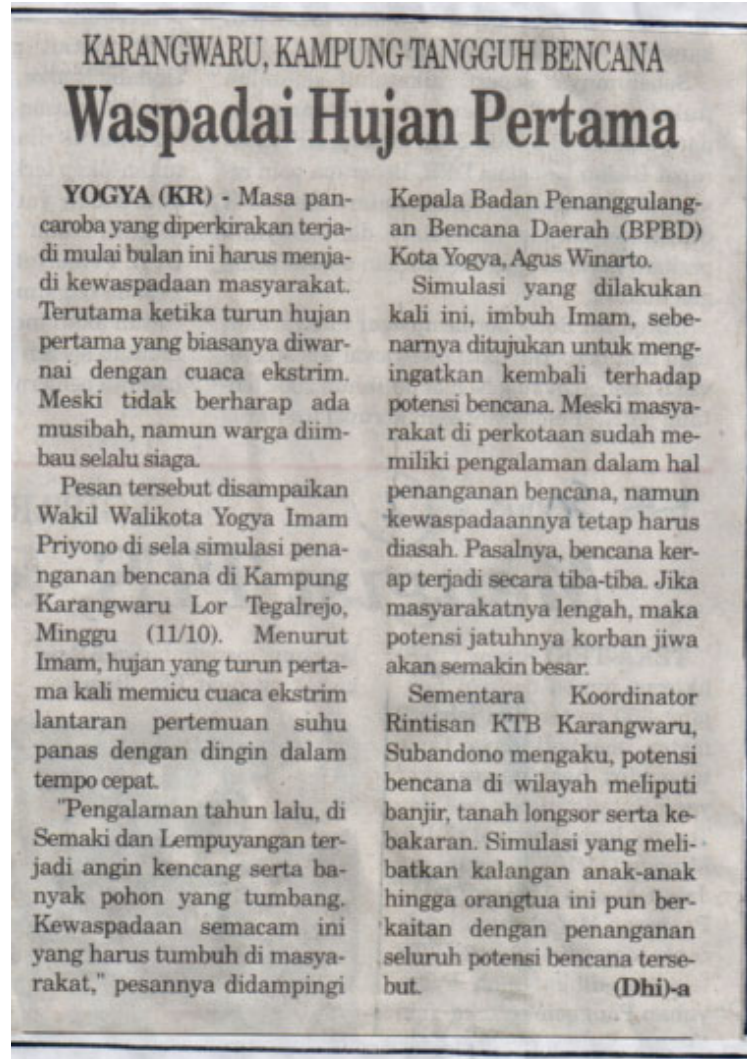 KARANGWARU, KAMPUNG TANGGUH BENCANA
Waspadai Hujan Pertama
YOGYA (KR) - Masa pan-
caroba yang diperkirakan terja-
di mulai bulan ini harus menja-
di kewaspadaan masyarakat.
Terutama ketika turun hujan
pertama yang biasanya diwar-
nai dengan cuaca ekstrim.
Meski tidak berharap ada
musibah, namun warga diim-
bau selalu siaga.
Pesan tersebut disampaikan
Wakil Walikota Yogya Imam
Priyono di sela simulasi pena-
nganan bencana di Kampung
Karangwaru Lor Tegalrejo,
Minggu (11/10). Menurut
Imam, hujan yang turun perta-
ma kali memicu cuaca ekstrim
lantaran pertemuan suhu
panas dengan dingin dalam
tempo cepat.
"Pengalaman tahun lalu, di
Semaki dan Lempuyangan ter-
jadi angin kencang serta ba-
nyak pohon yang tumbang.
Kewaspadaan semacam ini
yang harus tumbuh di masya-
rakat," pesannya didampingi
Kepala Badan Penanggulang-
an Bencana Daerah (BPBD)
Kota Yogya, Agus Winarto.
Simulasi yang dilakukan
kali ini, imbuh Imam, sebe-
narnya ditujukan untuk meng-
ingatkan kembali terhadap
potensi bencana. Meski masya-
rakat di perkotaan sudah me-
miliki pengalaman dalam hal
penanganan bencana, namun
kewaspadaannya tetap harus
diasah. Pasalnya, bencana ker-
ap terjadi secara tiba-tiba. Jika
masyarakatnya lengah, maka
potensi jatuhnya korban jiwa
akan semakin besar.
Sementara Koordinator
Rintisan KTB Karangwaru,
Subandono mengaku, potensi
bencana di wilayah meliputi
banjir, tanah longsor serta ke-
bakaran. Simulasi yang meli-
batkan kalangan anak-anak
hingga orangtua ini pun ber-
kaitan dengan penanganan
seluruh potensi bencana terse-
but. (Dhi)-a